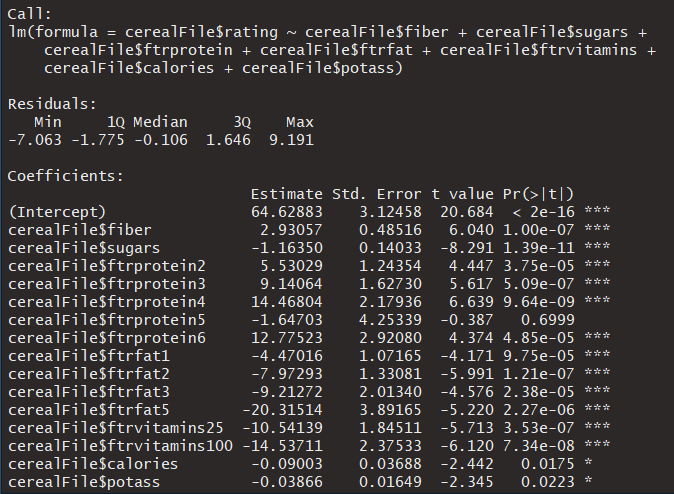 Call:
lm(formula = cerealFile$rating ~ cerealFile$fiber + cerealFile$sugars +
    cerealFile$ftrprotein + cerealFile$ftrfat + cerealFile$ftrvitamins +
    cerealFile$calories + cerealFile$potass)
Residuals:
   Min     1Q Median     3Q    Max
-7.063 -1.775 -0.106  1.646  9.191
Coefficients:
                           Estimate Std. Error t value Pr(>|t|)
(Intercept)                64.62883    3.12458  20.684  < 2e-16 ***
cerealFile$fiber            2.93057    0.48516   6.040 1.00e-07 ***
cerealFile$sugars          -1.16350    0.14033  -8.291 1.39e-11 ***
cerealFile$ftrprotein2      5.53029    1.24354   4.447 3.75e-05 ***
cerealFile$ftrprotein3      9.14064    1.62730   5.617 5.09e-07 ***
cerealFile$ftrprotein4     14.46804    2.17936   6.639 9.64e-09 ***
cerealFile$ftrprotein5     -1.64703    4.25339  -0.387   0.6999
cerealFile$ftrprotein6     12.77523    2.92080   4.374 4.85e-05 ***
cerealFile$ftrfat1         -4.47016    1.07165  -4.171 9.75e-05 ***
cerealFile$ftrfat2         -7.97293    1.33081  -5.991 1.21e-07 ***
cerealFile$ftrfat3         -9.21272    2.01340  -4.576 2.38e-05 ***
cerealFile$ftrfat5        -20.31514    3.89165  -5.220 2.27e-06 ***
cerealFile$ftrvitamins25  -10.54139    1.84511  -5.713 3.53e-07 ***
cerealFile$ftrvitamins100 -14.53711    2.37533  -6.120 7.34e-08 ***
cerealFile$calories        -0.09003    0.03688  -2.442   0.0175 *
cerealFile$potass          -0.03866    0.01649  -2.345   0.0223 *